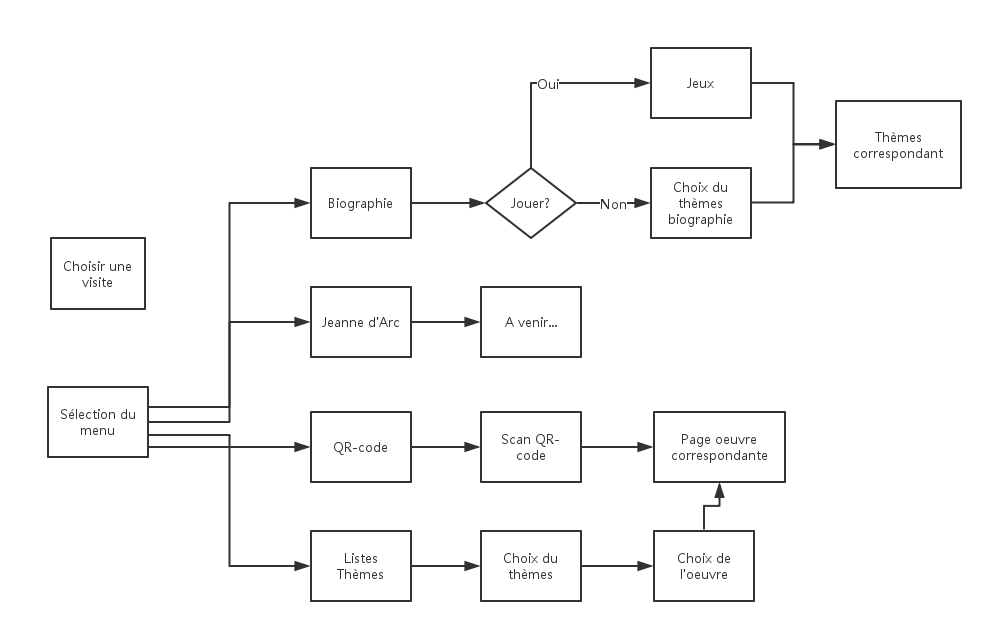 Oui
Jeux
Thèmes
correspondant
Biographie
Jouer?
Non
Choix du
thèmes
biographie
Choisir une
visite
Jeanne d'Arc
A venir...
Sélection du
menu
QR-code
Scan QR-
code
Page oeuvre
correspondante
Listes
Thèmes
Choix du
thèmes
Choix de
l'oeuvre